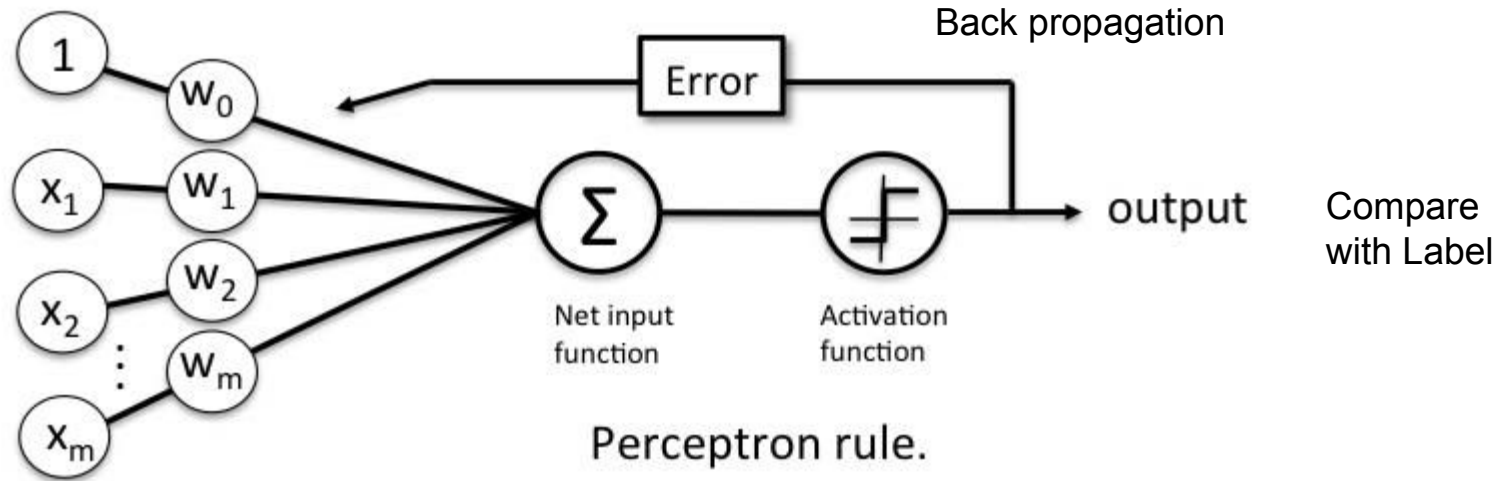 Back propagation
1
w₀
Error
x₁
w₁
Σ
output
Compare
with Label
x₂
w₂
Net input
function
Activation
function
⋮
wₘ
xₘ
Perceptron rule.